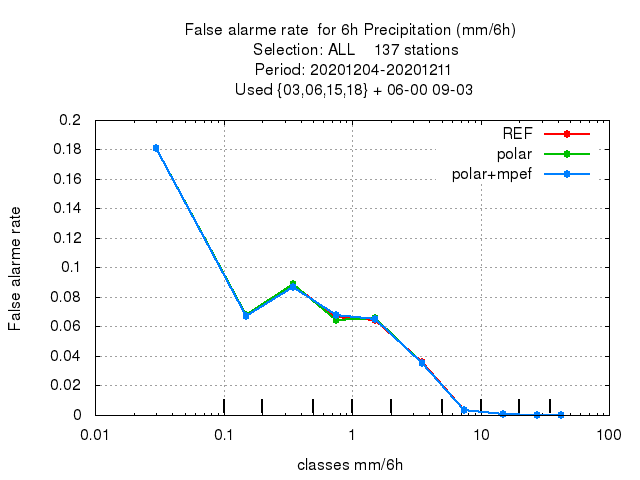 False alarme rate  for 6h Precipitation (mm/6h)
Selection: ALL    137 stations
Period: 20201204-20201211
Used {03,06,15,18} + 06-00 09-03
REF
polar
polar+mpef
False alarme rate
0.2
0.18
0.16
0.14
0.12
0.1
0.08
0.06
0.04
0.02
0
0.01 0.1 1 10 100
classes mm/6h